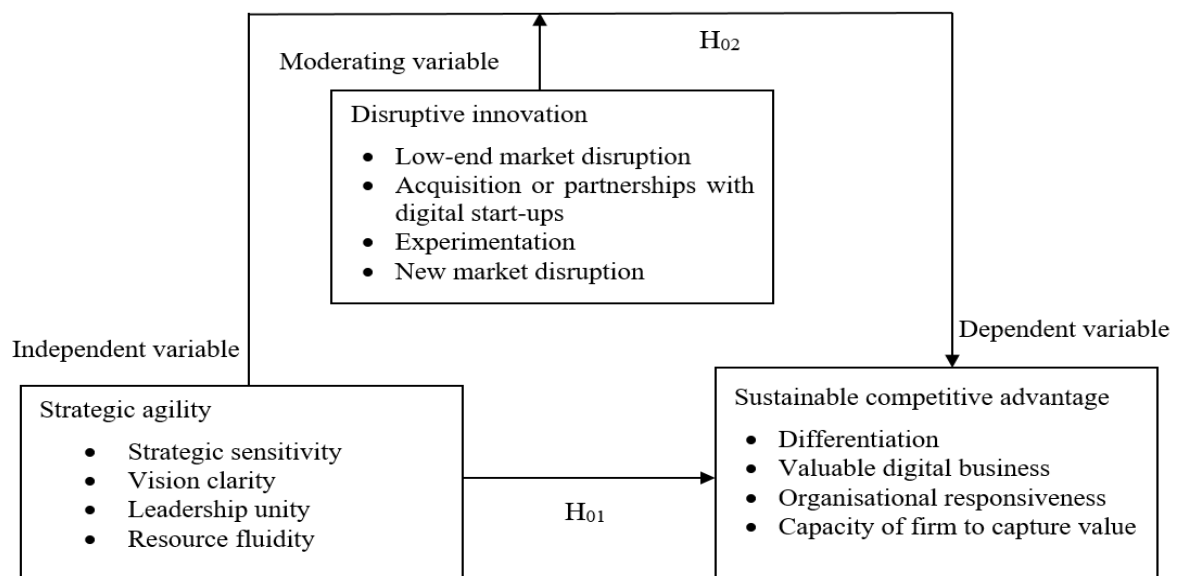 H02
Moderating variable
Disruptive innovation
• Low-end market disruption
• Acquisition or partnerships with
digital start-ups
• Experimentation
• New market disruption
Independent variable
Dependent variable
Strategic agility
• Strategic sensitivity
• Vision clarity
• Leadership unity
• Resource fluidity
H01
Sustainable competitive advantage
• Differentiation
• Valuable digital business
• Organisational responsiveness
• Capacity of firm to capture value